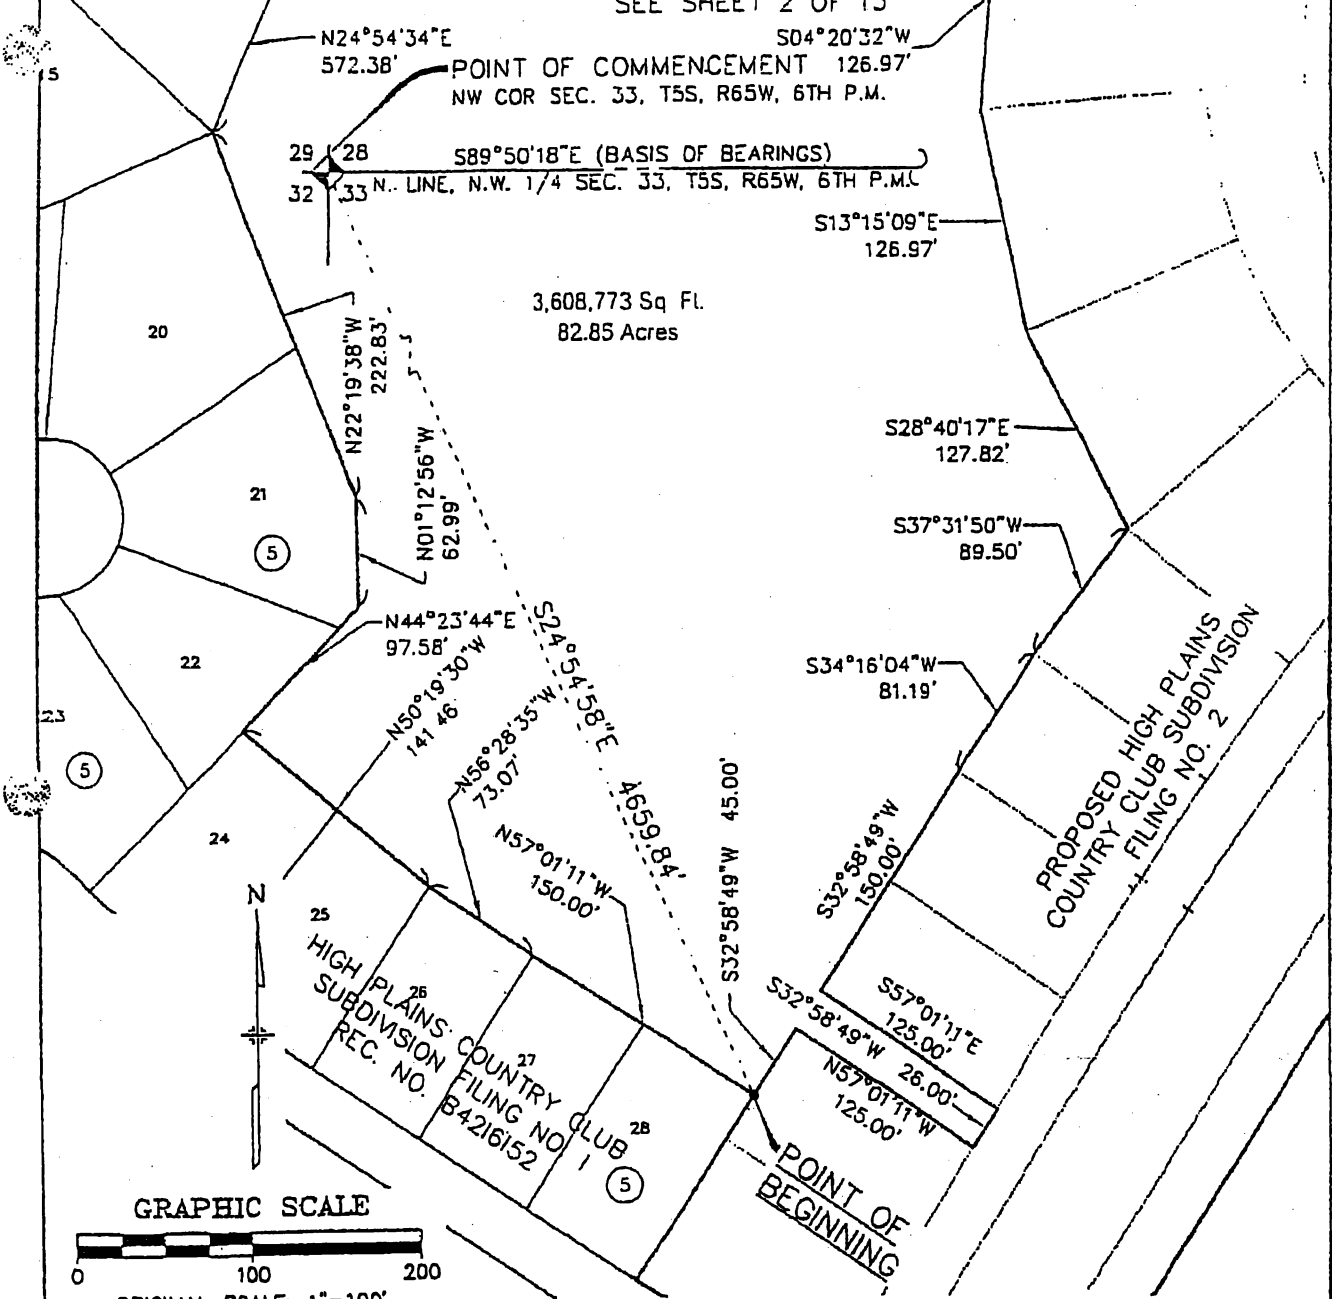 SEE SHEET 2 OF 15
N24°54'34"E
572.38'
S04°20'32"W
126.97'
POINT OF COMMENCEMENT
NW COR SEC. 33, T5S, R65W, 6TH P.M.
5
29 28
32 33
S89°50'18"E (BASIS OF BEARINGS)
N. LINE, N.W. 1/4 SEC. 33, T5S, R65W, 6TH P.M.
S13°15'09"E
126.97'
3,608,773 Sq Ft.
82.85 Acres
20
N22°19'38"W
222.83'
S28°40'17"E
127.82'
N01°12'56"W
62.99'
21
5
S37°31'50"W
89.50'
N44°23'44"E
97.58'
22
S24°54'58"E 4659.84'
N50°19'30"W
141.46
S34°16'04"W
81.19'
23
5
N56°28'35"W
73.07'
PROPOSED HIGH PLAINS
COUNTRY CLUB SUBDIVISION
FILING NO. 2
24
N57°01'11"W
150.00'
S32°58'49"W 45.00'
S32°58'49"W
150.00'
N
25
26
27
28
5
HIGH PLAINS COUNTRY CLUB
SUBDIVISION FILING NO. 1
REC. NO. B4216152
S57°01'11"E
125.00'
S32°58'49"W 26.00'
N57°01'11"W
125.00'
POINT OF
BEGINNING
GRAPHIC SCALE
0 100 200
ORIGINAL SCALE 1"=100'